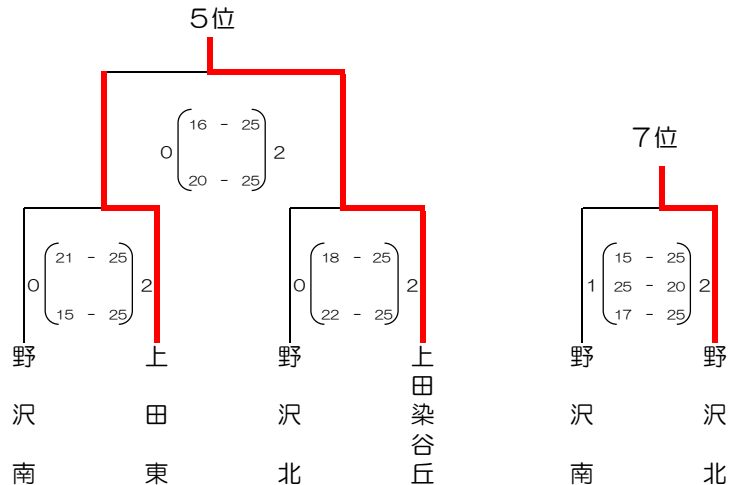 5位
16 - 25
0 2
20 - 25
7位
21 - 25
0 2
15 - 25
18 - 25
0 2
22 - 25
15 - 25
1 25 - 20 2
17 - 25
野沢南
上田東
野沢北
上田染谷丘
野沢南
野沢北